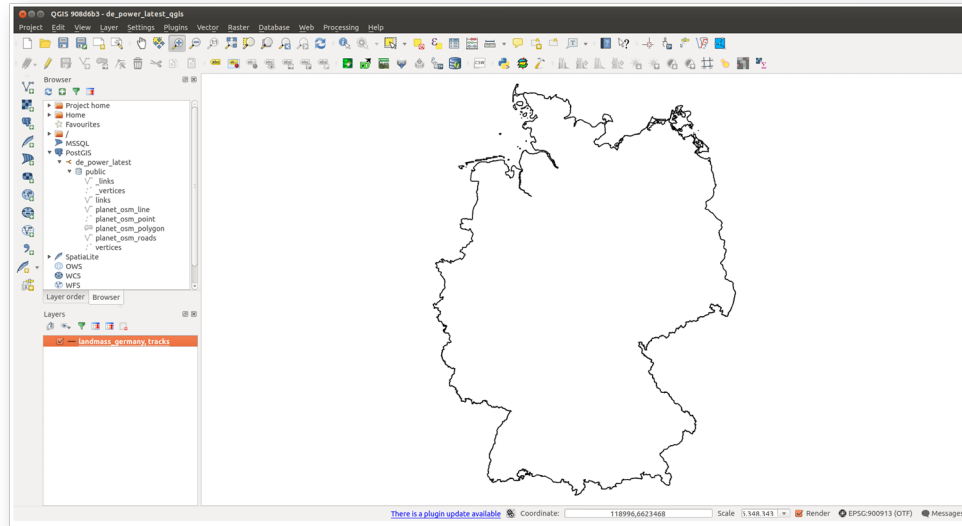 QGIS 908d6b3 - de_power_latest_qgis
Project Edit View Layer Settings Plugins Vector Raster Database Web Processing Help
Browser
Project home
Home
Favourites
/
MSSQL
PostGIS
de_power_latest
public
_links
_vertices
links
planet_osm_line
planet_osm_point
planet_osm_polygon
planet_osm_roads
vertices
SpatiaLite
OWS
WCS
WFS
Layer order Browser
Layers
landmass_germany, tracks
There is a plugin update available Coordinate: 118996,6623468 Scale Render EPSG:900913 (OTF) Messages